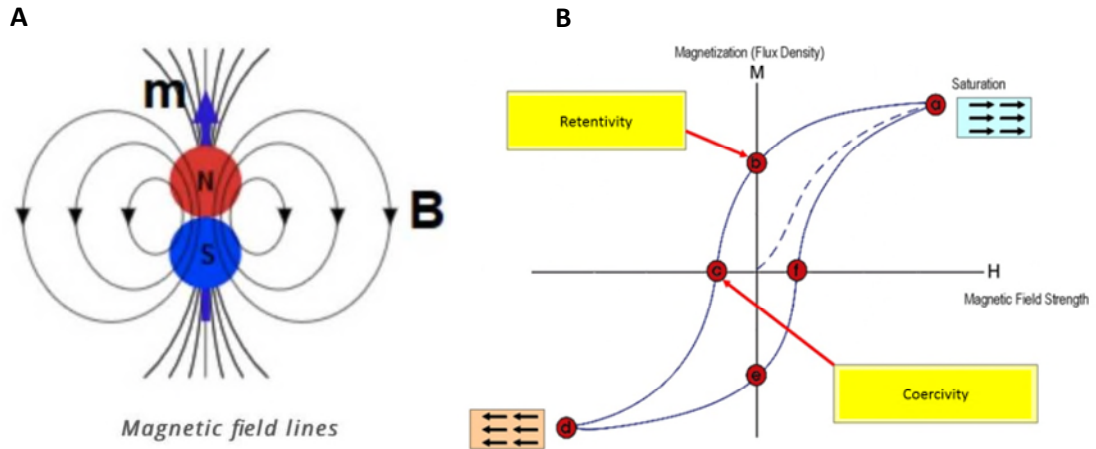 A
m
N
S
B
Magnetic field lines
B
Magnetization (Flux Density)
M
Saturation
a
Retentivity
b
c
f
H
Magnetic Field Strength
e
Coercivity
d